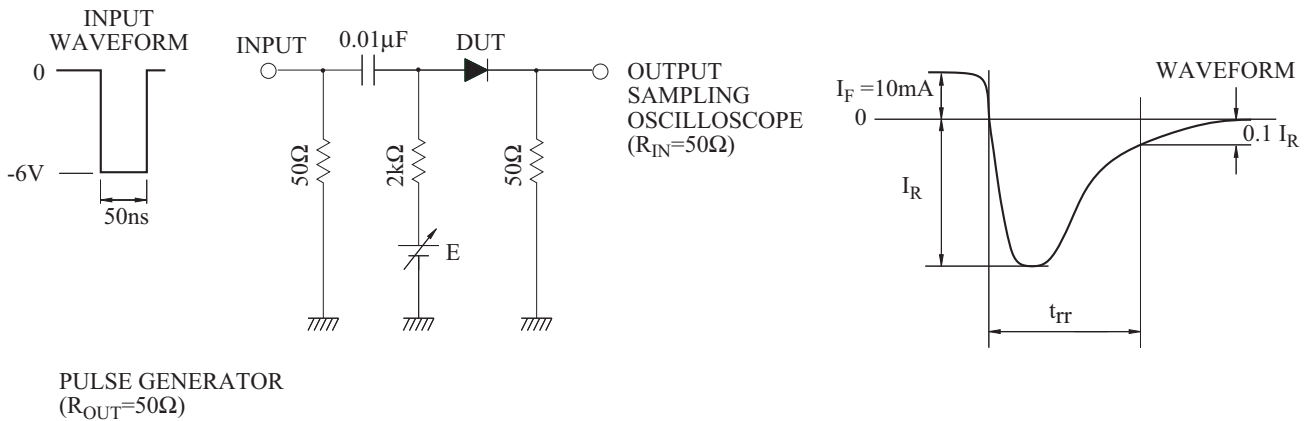 INPUT
WAVEFORM
0
-6V
50ns
INPUT
0.01μF
DUT
50Ω
2kΩ
E
50Ω
OUTPUT
SAMPLING
OSCILLOSCOPE
(R_IN=50Ω)
PULSE GENERATOR
(R_OUT=50Ω)
WAVEFORM
I_F =10mA
0
I_R
0.1 I_R
t_rr